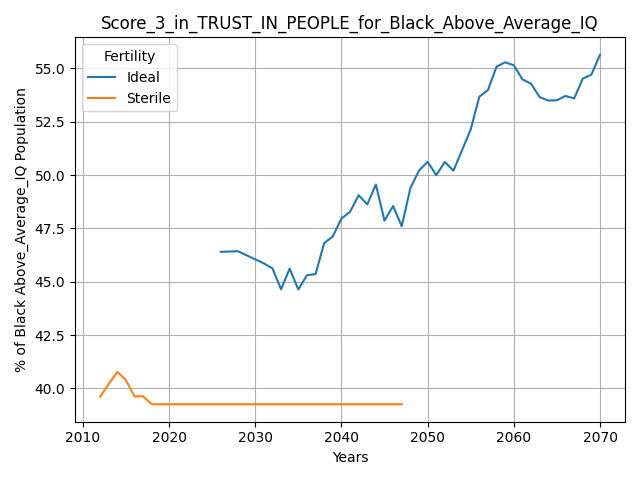 Score_3_in_TRUST_IN_PEOPLE_for_Black_Above_Average_IQ
Fertility
Ideal
Sterile
% of Black Above_Average_IQ Population
55.0
52.5
50.0
47.5
45.0
42.5
40.0
2010 2020 2030 2040 2050 2060 2070
Years